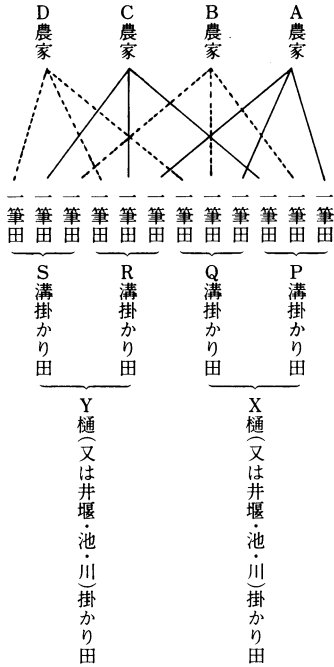 A農家
B農家
C農家
D農家
一筆田
一筆田
一筆田
一筆田
一筆田
一筆田
一筆田
一筆田
一筆田
一筆田
一筆田
一筆田
P溝掛かり田
Q溝掛かり田
R溝掛かり田
S溝掛かり田
X樋(又は井堰・池・川)掛かり田
Y樋(又は井堰・池・川)掛かり田